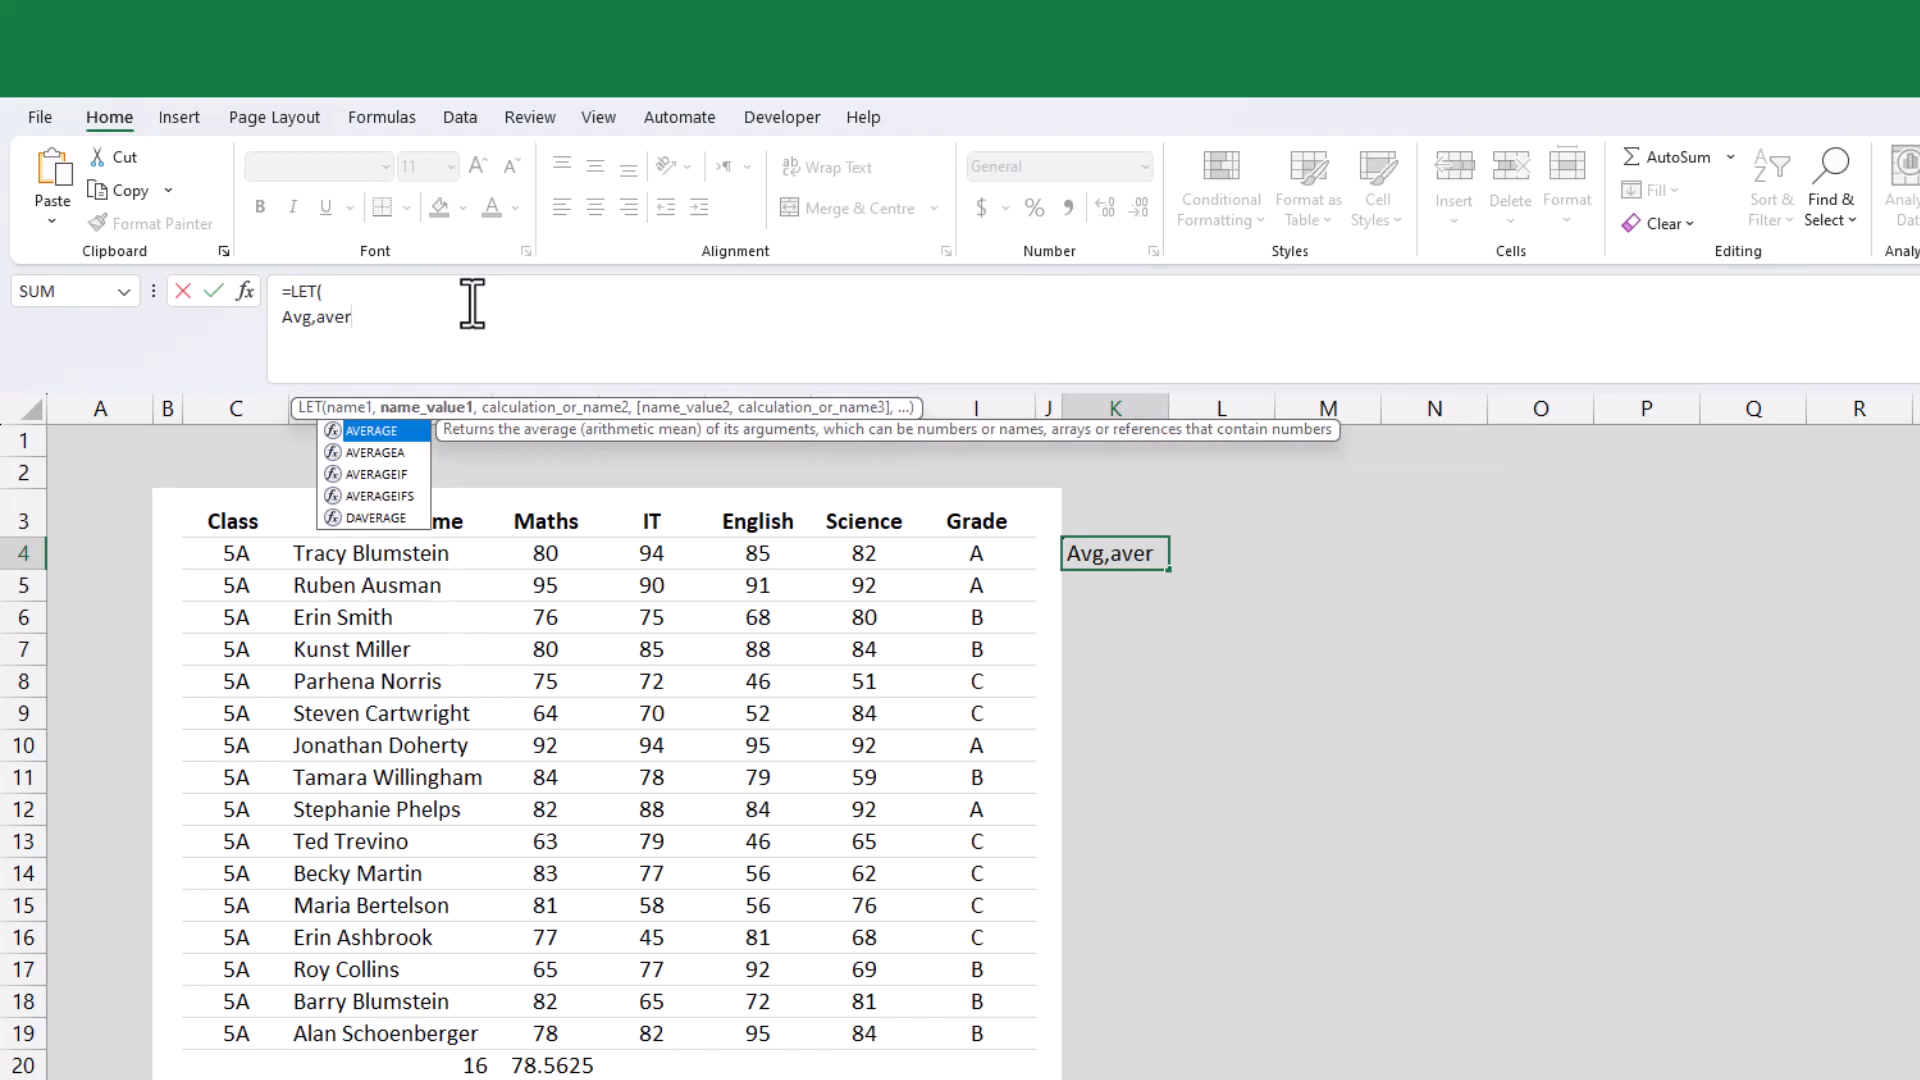 File Home Insert Page Layout Formulas Data Review View Automate Developer Help
Paste
Cut
Copy
Format Painter
Clipboard
11
B I U
Font
Wrap Text
Merge & Centre
Alignment
General
$ %
Number
Conditional Formatting
Format as Table
Cell Styles
Styles
Insert
Delete
Format
Cells
AutoSum
Fill
Clear
Sort & Filter
Find & Select
Editing
SUM
fx
=LET(
Avg,aver
A B C I J K L M N O P Q R
LET(name1, name_value1, calculation_or_name2, [name_value2, calculation_or_name3], ...)
AVERAGE
Returns the average (arithmetic mean) of its arguments, which can be numbers or names, arrays or references that contain numbers
AVERAGEA
AVERAGEIF
AVERAGEIFS
DAVERAGE
1
2
3 Class me Maths IT English Science Grade
4 5A Tracy Blumstein 80 94 85 82 A Avg,aver
5 5A Ruben Ausman 95 90 91 92 A
6 5A Erin Smith 76 75 68 80 B
7 5A Kunst Miller 80 85 88 84 B
8 5A Parhena Norris 75 72 46 51 C
9 5A Steven Cartwright 64 70 52 84 C
10 5A Jonathan Doherty 92 94 95 92 A
11 5A Tamara Willingham 84 78 79 59 B
12 5A Stephanie Phelps 82 88 84 92 A
13 5A Ted Trevino 63 79 46 65 C
14 5A Becky Martin 83 77 56 62 C
15 5A Maria Bertelson 81 58 56 76 C
16 5A Erin Ashbrook 77 45 81 68 C
17 5A Roy Collins 65 77 92 69 B
18 5A Barry Blumstein 82 65 72 81 B
19 5A Alan Schoenberger 78 82 95 84 B
20 16 78.5625